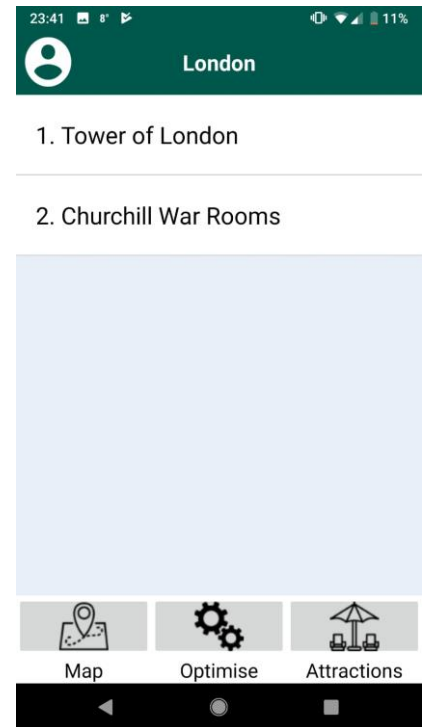 23:41 8° 11%
London
1. Tower of London
2. Churchill War Rooms
Map Optimise Attractions